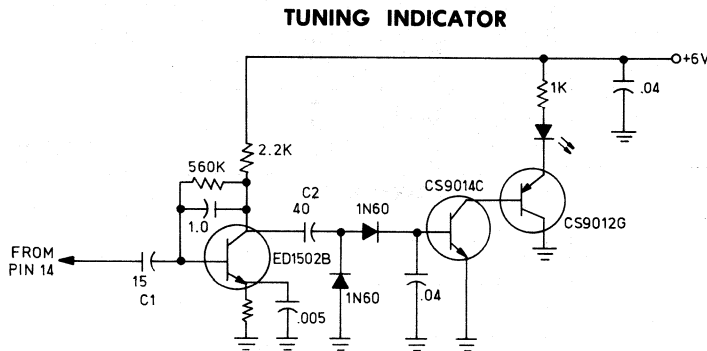 TUNING INDICATOR
+6V
1K
.04
2.2K
560K
C2
40
1N60
CS9014C
1.0
CS9012G
FROM
PIN 14
ED1502B
15
C1
1N60
.04
.005